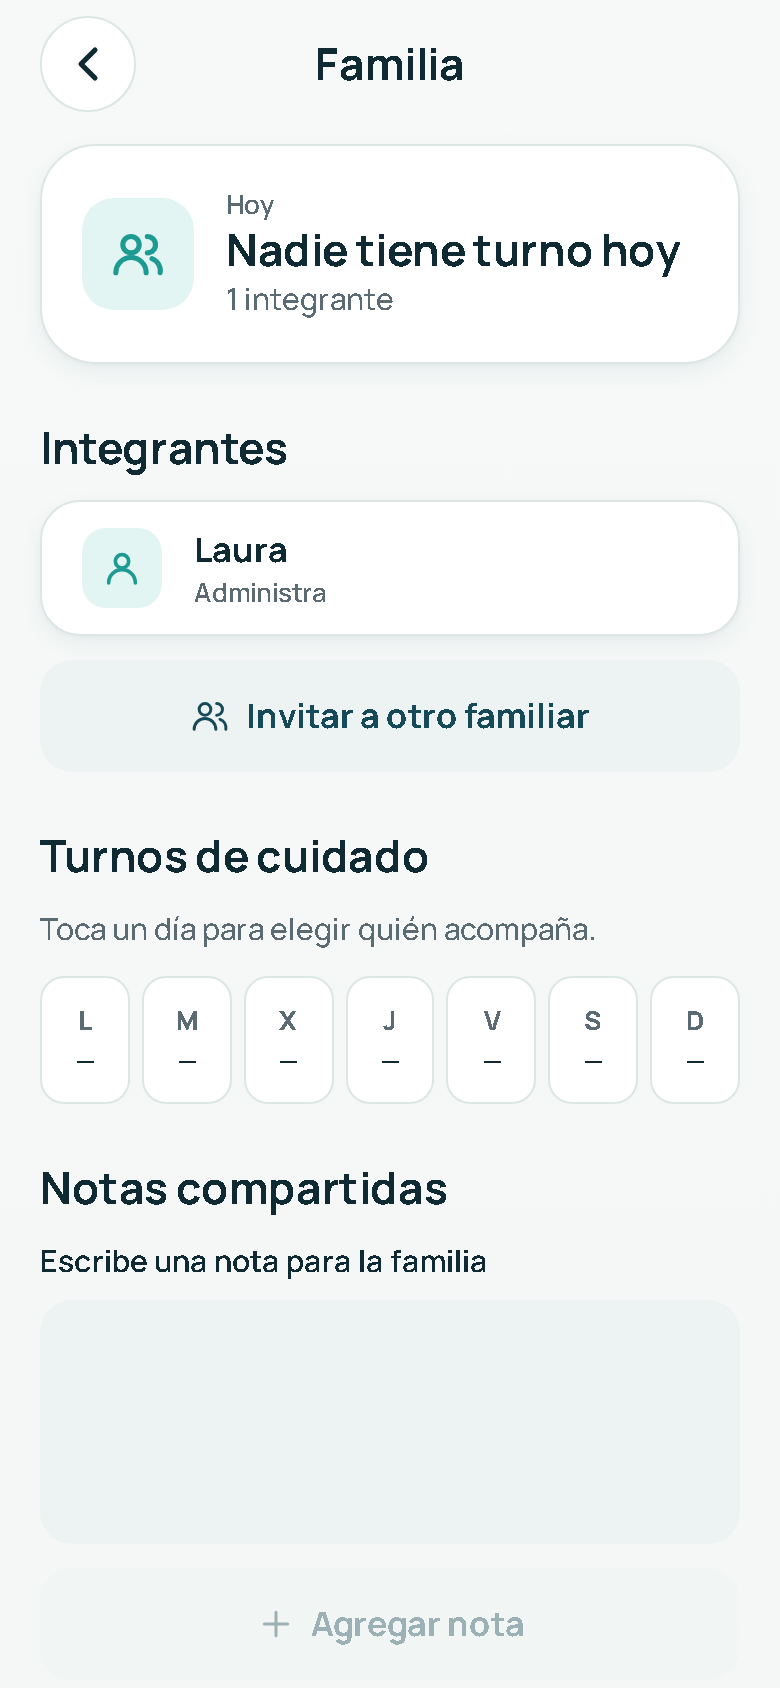 Familia
Hoy
Nadie tiene turno hoy
1 integrante
Integrantes
Laura
Administra
Invitar a otro familiar
Turnos de cuidado
Toca un día para elegir quién acompaña.
L M X J V S D
– – – – – – –
Notas compartidas
Escribe una nota para la familia
+ Agregar nota